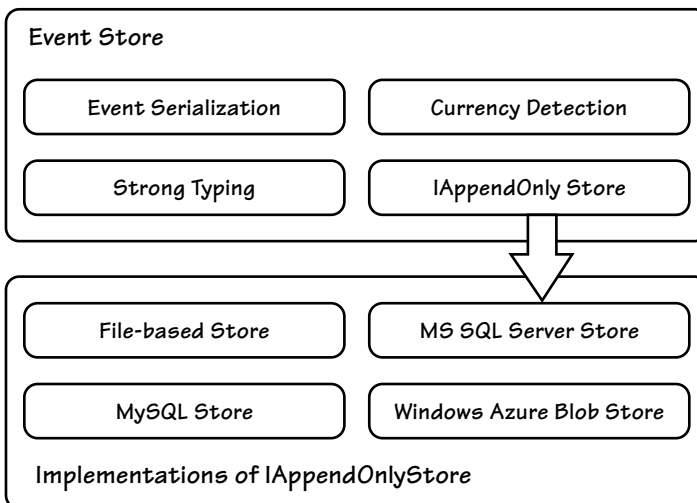 Event Store
Event Serialization
Currency Detection
Strong Typing
IAppendOnly Store
File-based Store
MS SQL Server Store
MySQL Store
Windows Azure Blob Store
Implementations of IAppendOnlyStore